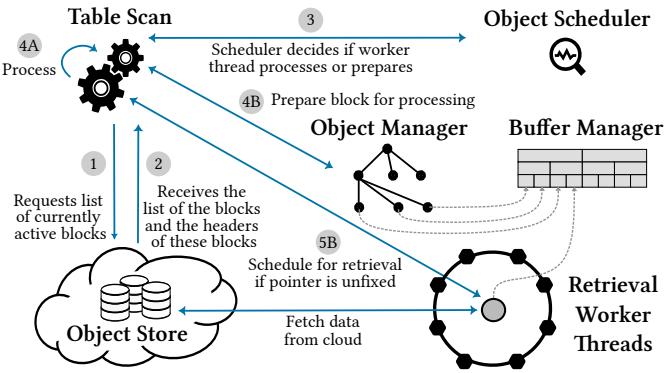 Table Scan
3
Object Scheduler
4A
Process
Scheduler decides if worker
thread processes or prepares
4B
Prepare block for processing
Object Manager
Buffer Manager
1
2
Requests list
of currently
active blocks
Receives the
list of the blocks
and the headers
of these blocks
5B
Schedule for retrieval
if pointer is unfixed
Object Store
Fetch data
from cloud
Retrieval
Worker
Threads